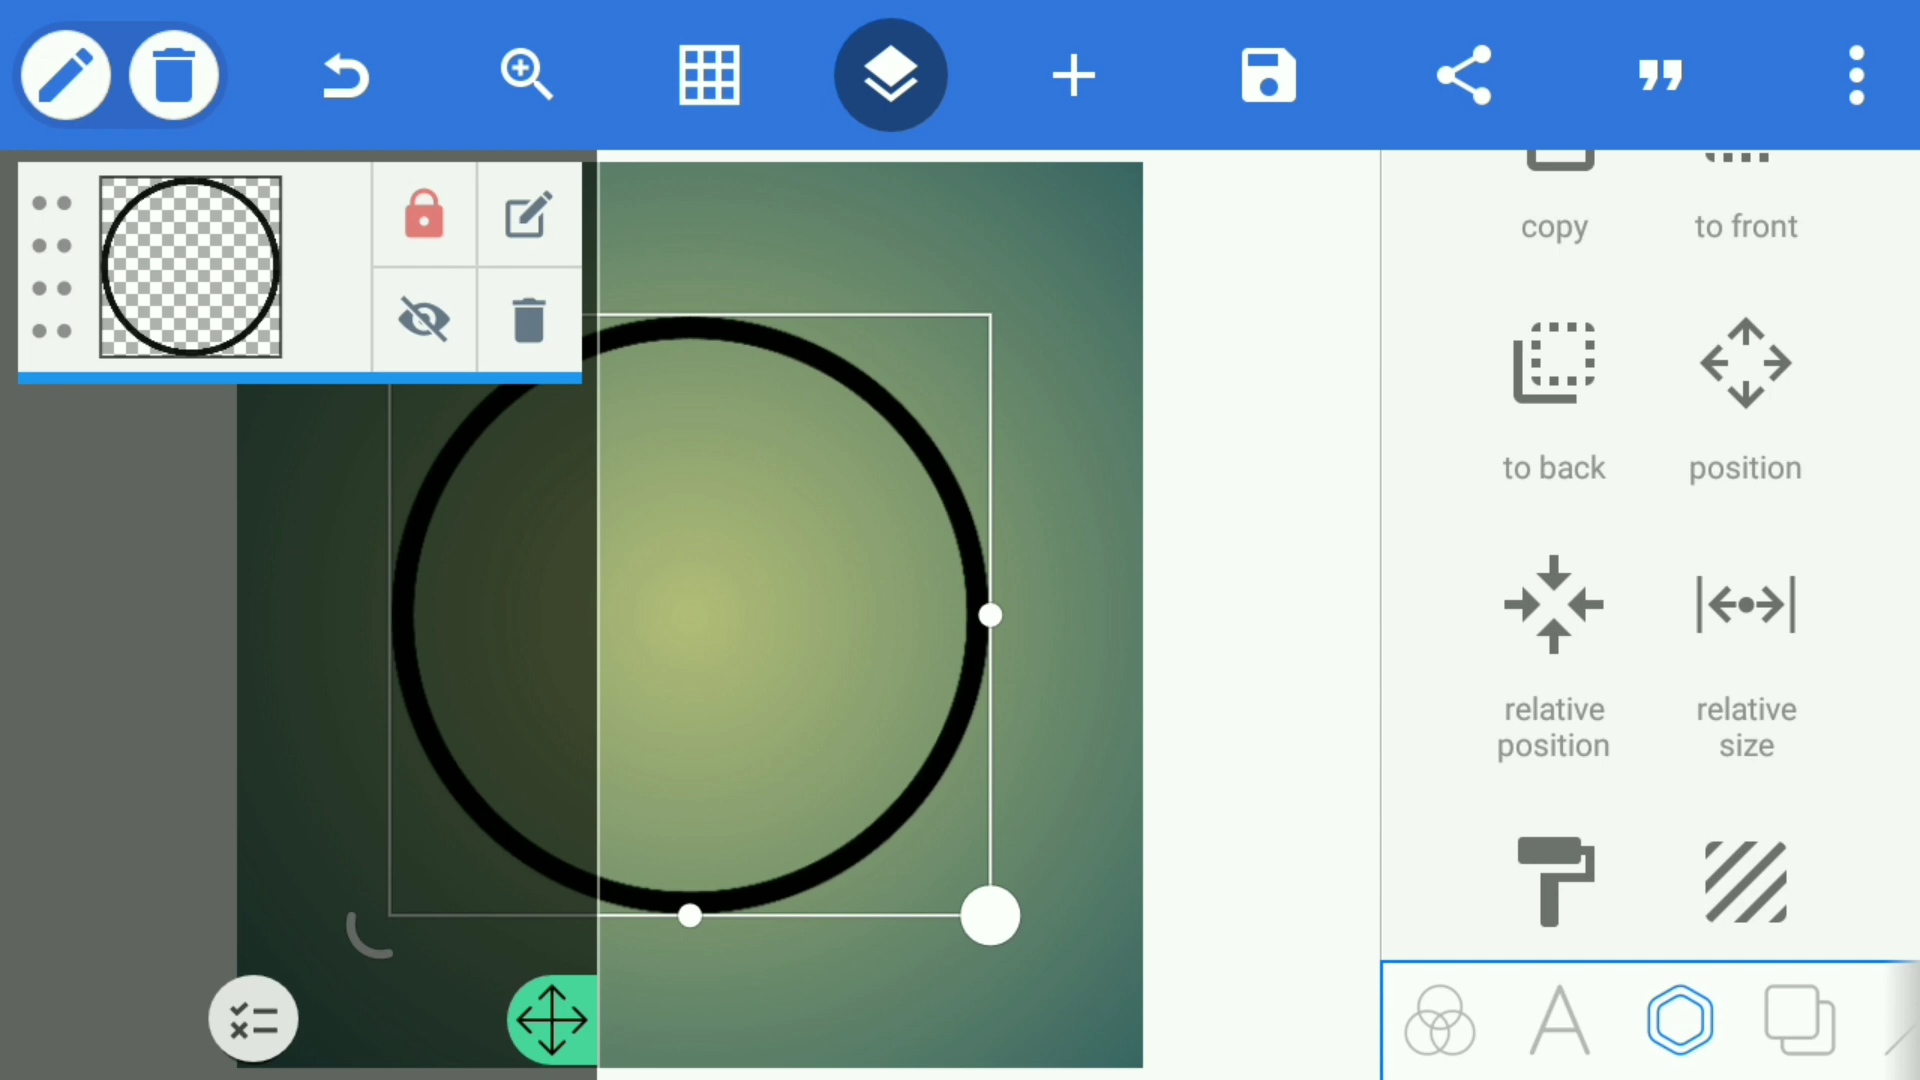 copy
to front
to back
position
relative
position
relative
size